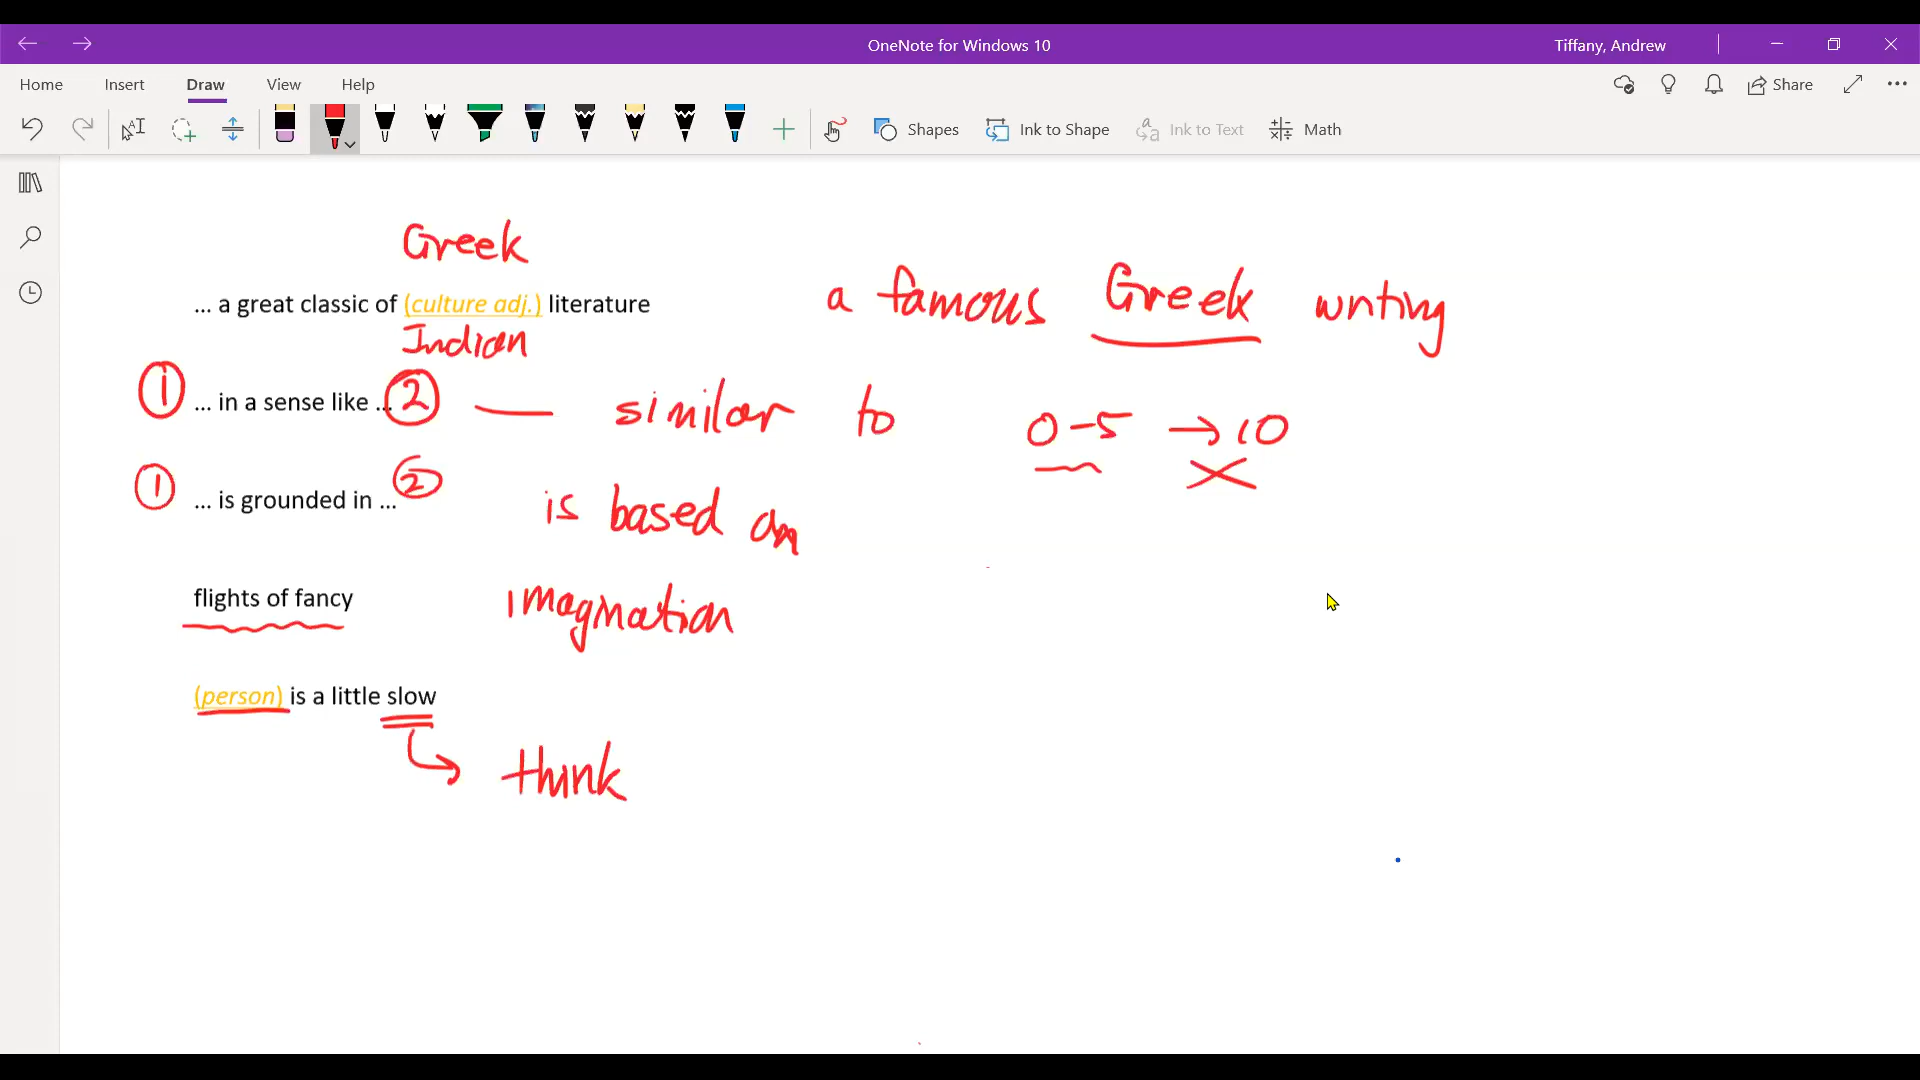 OneNote for Windows 10
Tiffany, Andrew
Home Insert Draw View Help Share
Shapes Ink to Shape Ink to Text Math
Greek
... a great classic of (culture adj.) literature a famous Greek writing
Indian
① ... in a sense like ... ② — similar to 0-5 → 10
① ... is grounded in ... ② is based on
flights of fancy imagination
(person) is a little slow
think